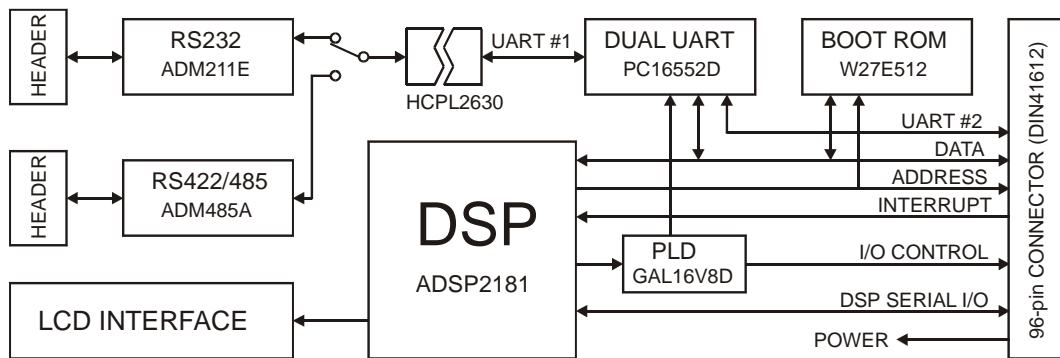 HEADER
RS232
ADM211E
HCPL2630
UART #1
DUAL UART
PC16552D
BOOT ROM
W27E512
96-pin CONNECTOR (DIN41612)
UART #2
DATA
ADDRESS
INTERRUPT
I/O CONTROL
DSP SERIAL I/O
POWER
HEADER
RS422/485
ADM485A
DSP
ADSP2181
PLD
GAL16V8D
LCD INTERFACE